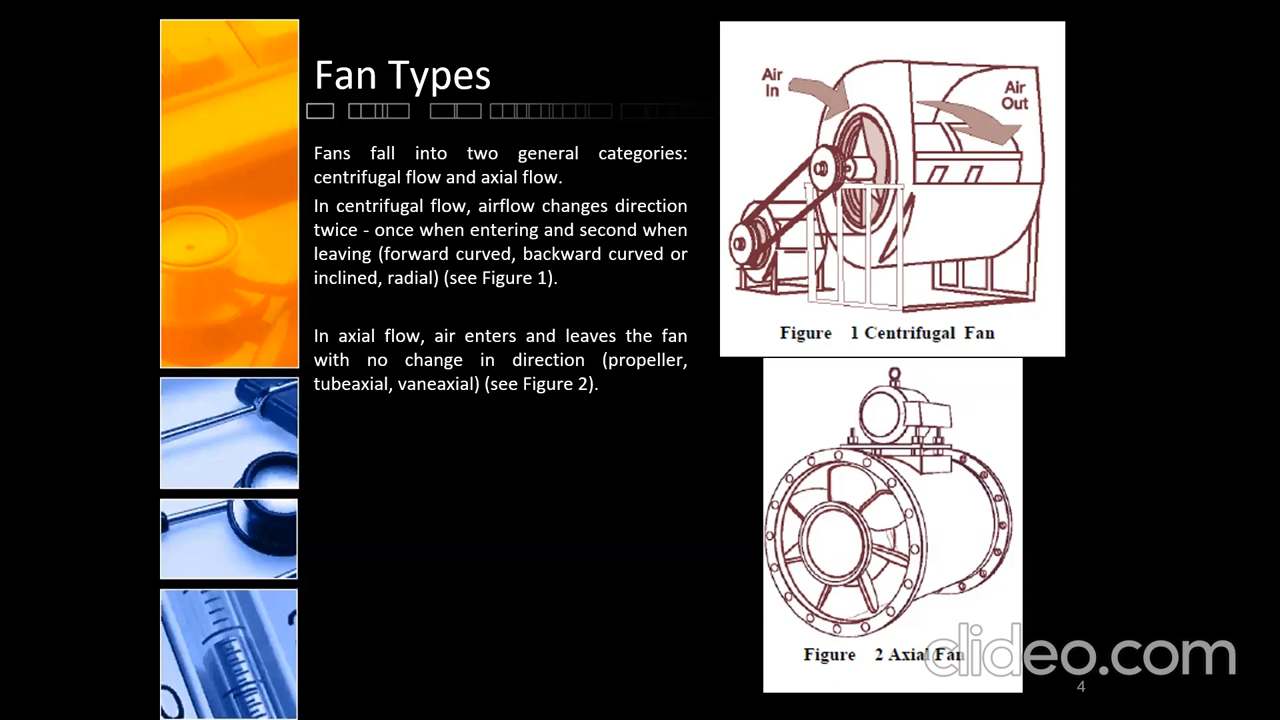 Fan Types
Fans fall into two general categories:
centrifugal flow and axial flow.
In centrifugal flow, airflow changes direction
twice - once when entering and second when
leaving (forward curved, backward curved or
inclined, radial) (see Figure 1).
In axial flow, air enters and leaves the fan
with no change in direction (propeller,
tubeaxial, vaneaxial) (see Figure 2).
Air
In
Air
Out
Figure 1 Centrifugal Fan
Figure 2 Axial Fan
clideo.com
4